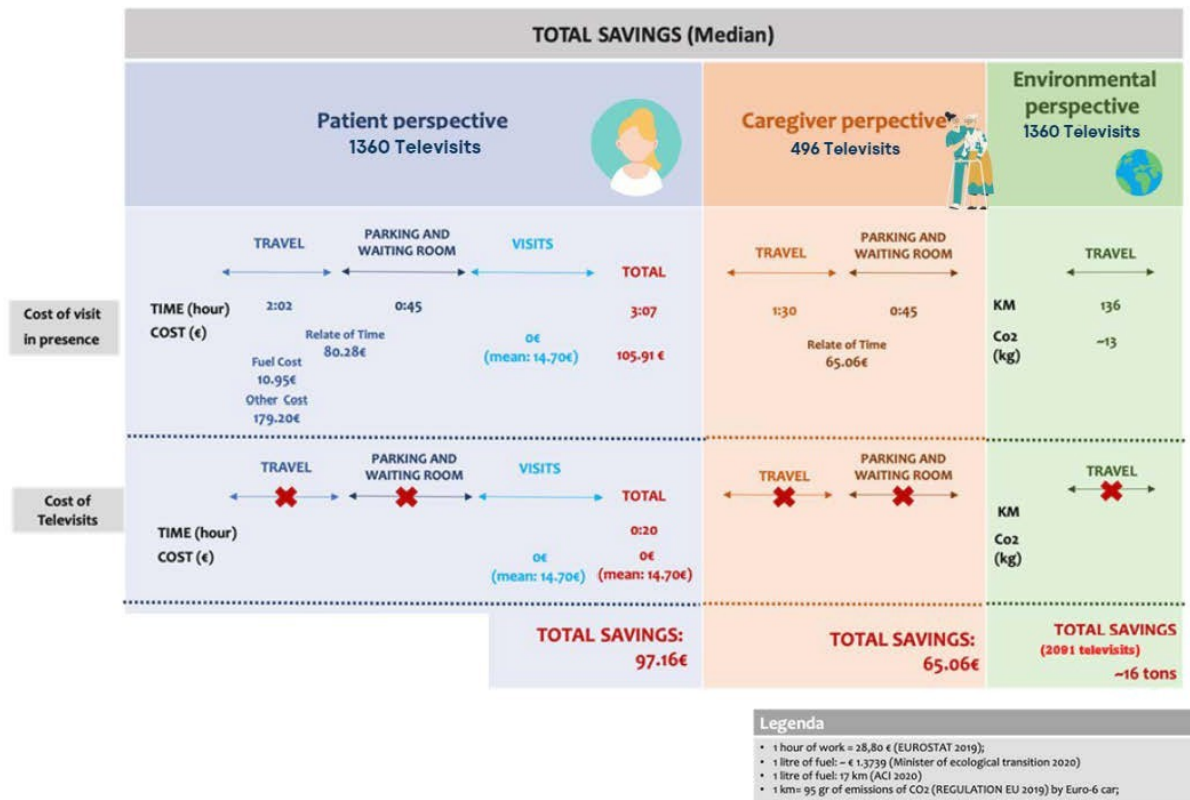 TOTAL SAVINGS (Median)
Patient perspective
1360 Televisits
Caregiver perpective
496 Televisits
Environmental
perspective
1360 Televisits
Cost of visit
in presence
TRAVEL
PARKING AND
WAITING ROOM
VISITS
TOTAL
TIME (hour)
2:02
0:45
3:07
COST (€)
Relate of Time
80.28€
0€
(mean: 14.70€)
105.91 €
Fuel Cost
10.95€
Other Cost
179.20€
TRAVEL
PARKING AND
WAITING ROOM
1:30
0:45
Relate of Time
65.06€
TRAVEL
KM
136
Co2
(kg)
~13
Cost of
Televisits
TRAVEL
PARKING AND
WAITING ROOM
VISITS
TOTAL
TIME (hour)
0:20
COST (€)
0€
(mean: 14.70€)
0€
(mean: 14.70€)
TRAVEL
PARKING AND
WAITING ROOM
TRAVEL
KM
Co2
(kg)
TOTAL SAVINGS:
97.16€
TOTAL SAVINGS:
65.06€
TOTAL SAVINGS
(2091 televisits)
~16 tons
Legenda
• 1 hour of work = 28,80 € (EUROSTAT 2019);
• 1 litre of fuel: ~ € 1.3739 (Minister of ecological transition 2020)
• 1 litre of fuel: 17 km (ACI 2020)
• 1 km= 95 gr of emissions of CO2 (REGULATION EU 2019) by Euro-6 car;